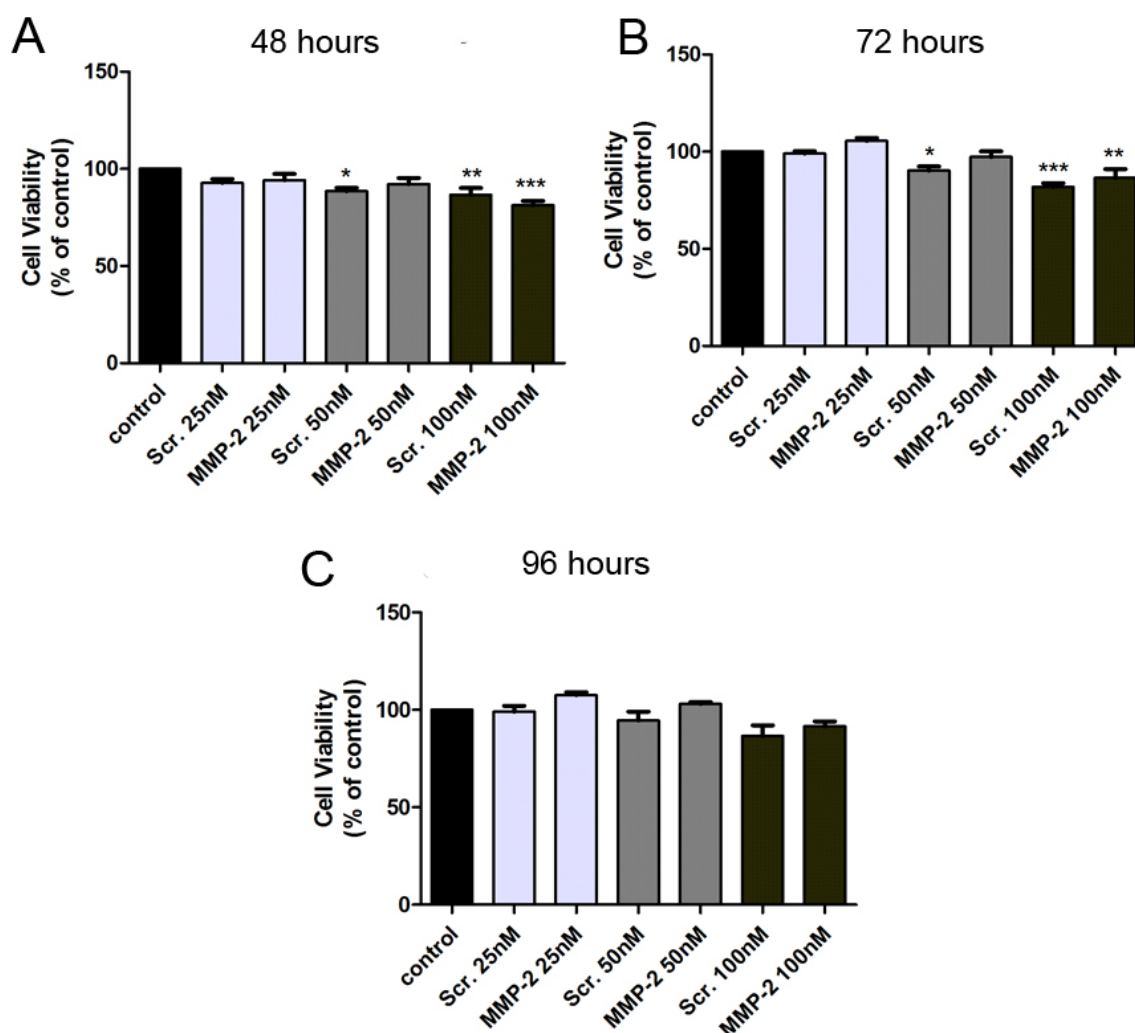 A
48 hours
Cell Viability
(% of control)
150
100
50
0
*
**
***
control
Scr. 25nM
MMP-2 25nM
Scr. 50nM
MMP-2 50nM
Scr. 100nM
MMP-2 100nM
B
72 hours
Cell Viability
(% of control)
150
100
50
0
*
***
**
control
Scr. 25nM
MMP-2 25nM
Scr. 50nM
MMP-2 50nM
Scr. 100nM
MMP-2 100nM
C
96 hours
Cell Viability
(% of control)
150
100
50
0
control
Scr. 25nM
MMP-2 25nM
Scr. 50nM
MMP-2 50nM
Scr. 100nM
MMP-2 100nM